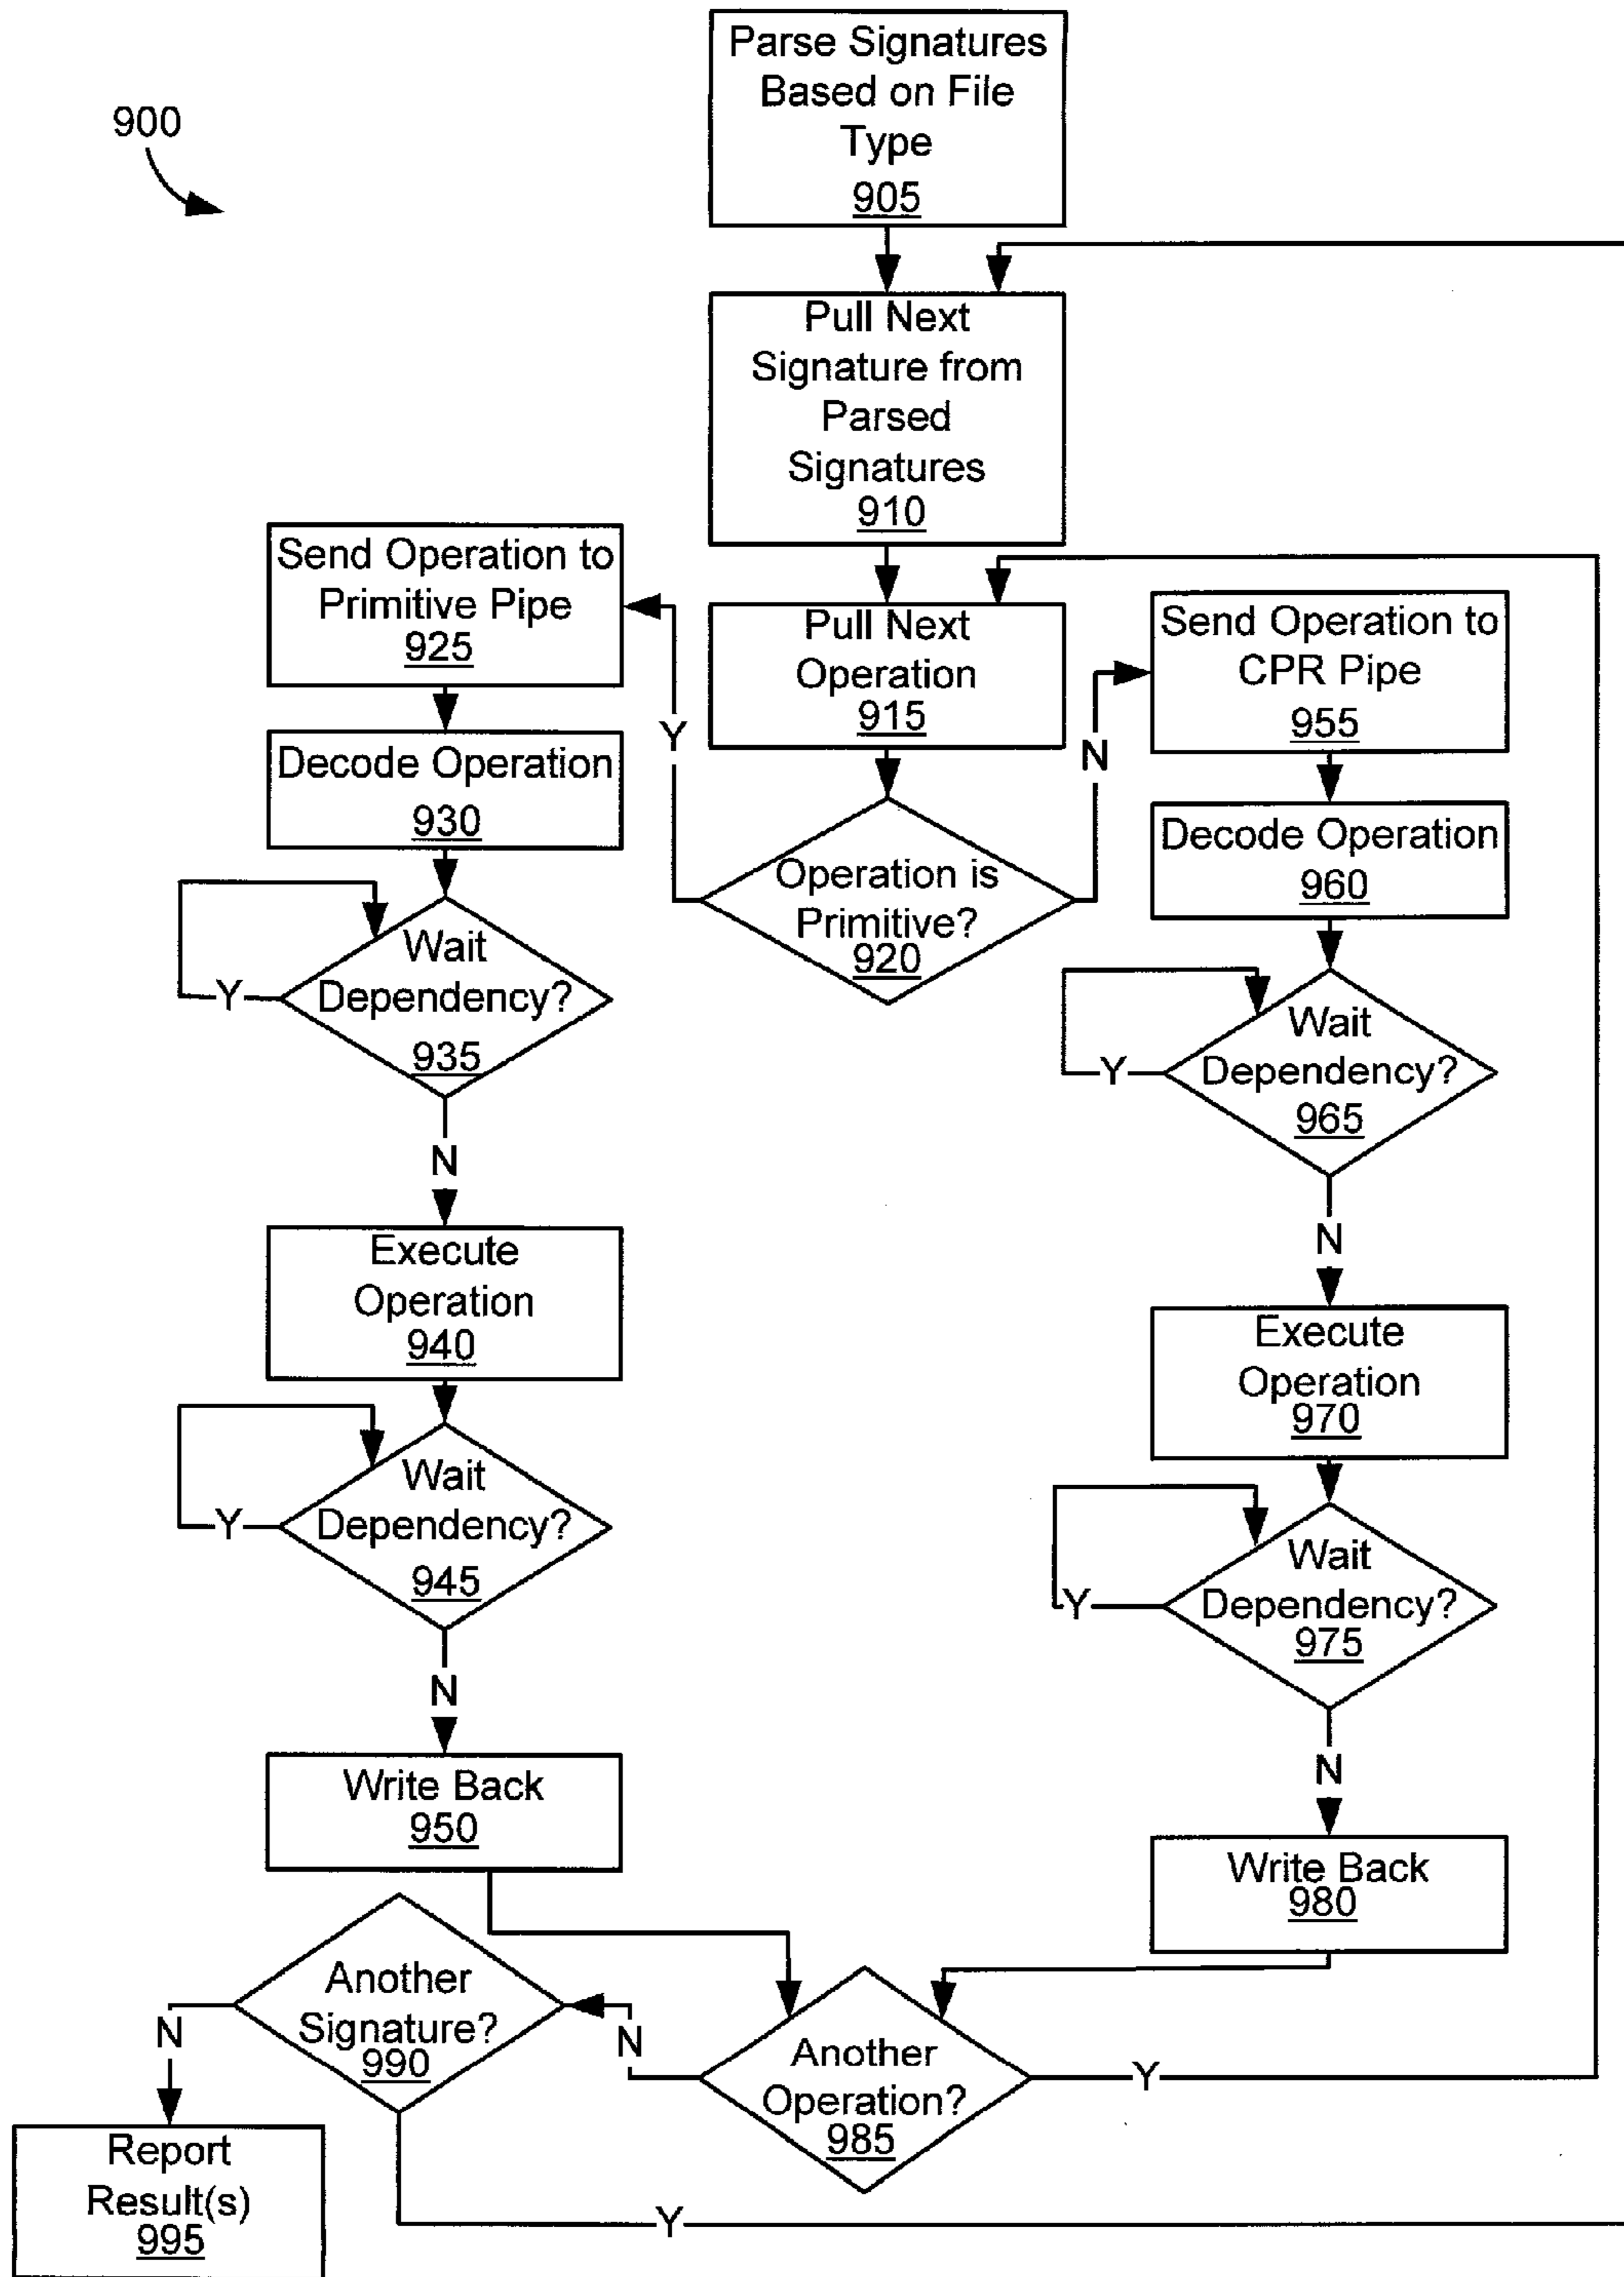 900
Parse Signatures
Based on File
Type
905
Pull Next
Signature from
Parsed
Signatures
910
Pull Next
Operation
915
Operation is
Primitive?
920
Y
N
Send Operation to
Primitive Pipe
925
Decode Operation
930
Wait
Dependency?
935
Y
N
Execute
Operation
940
Wait
Dependency?
945
Y
N
Write Back
950
Send Operation to
CPR Pipe
955
Decode Operation
960
Wait
Dependency?
965
Y
N
Execute
Operation
970
Wait
Dependency?
975
Y
N
Write Back
980
Another
Operation?
985
Y
N
Another
Signature?
990
Y
N
Report
Result(s)
995